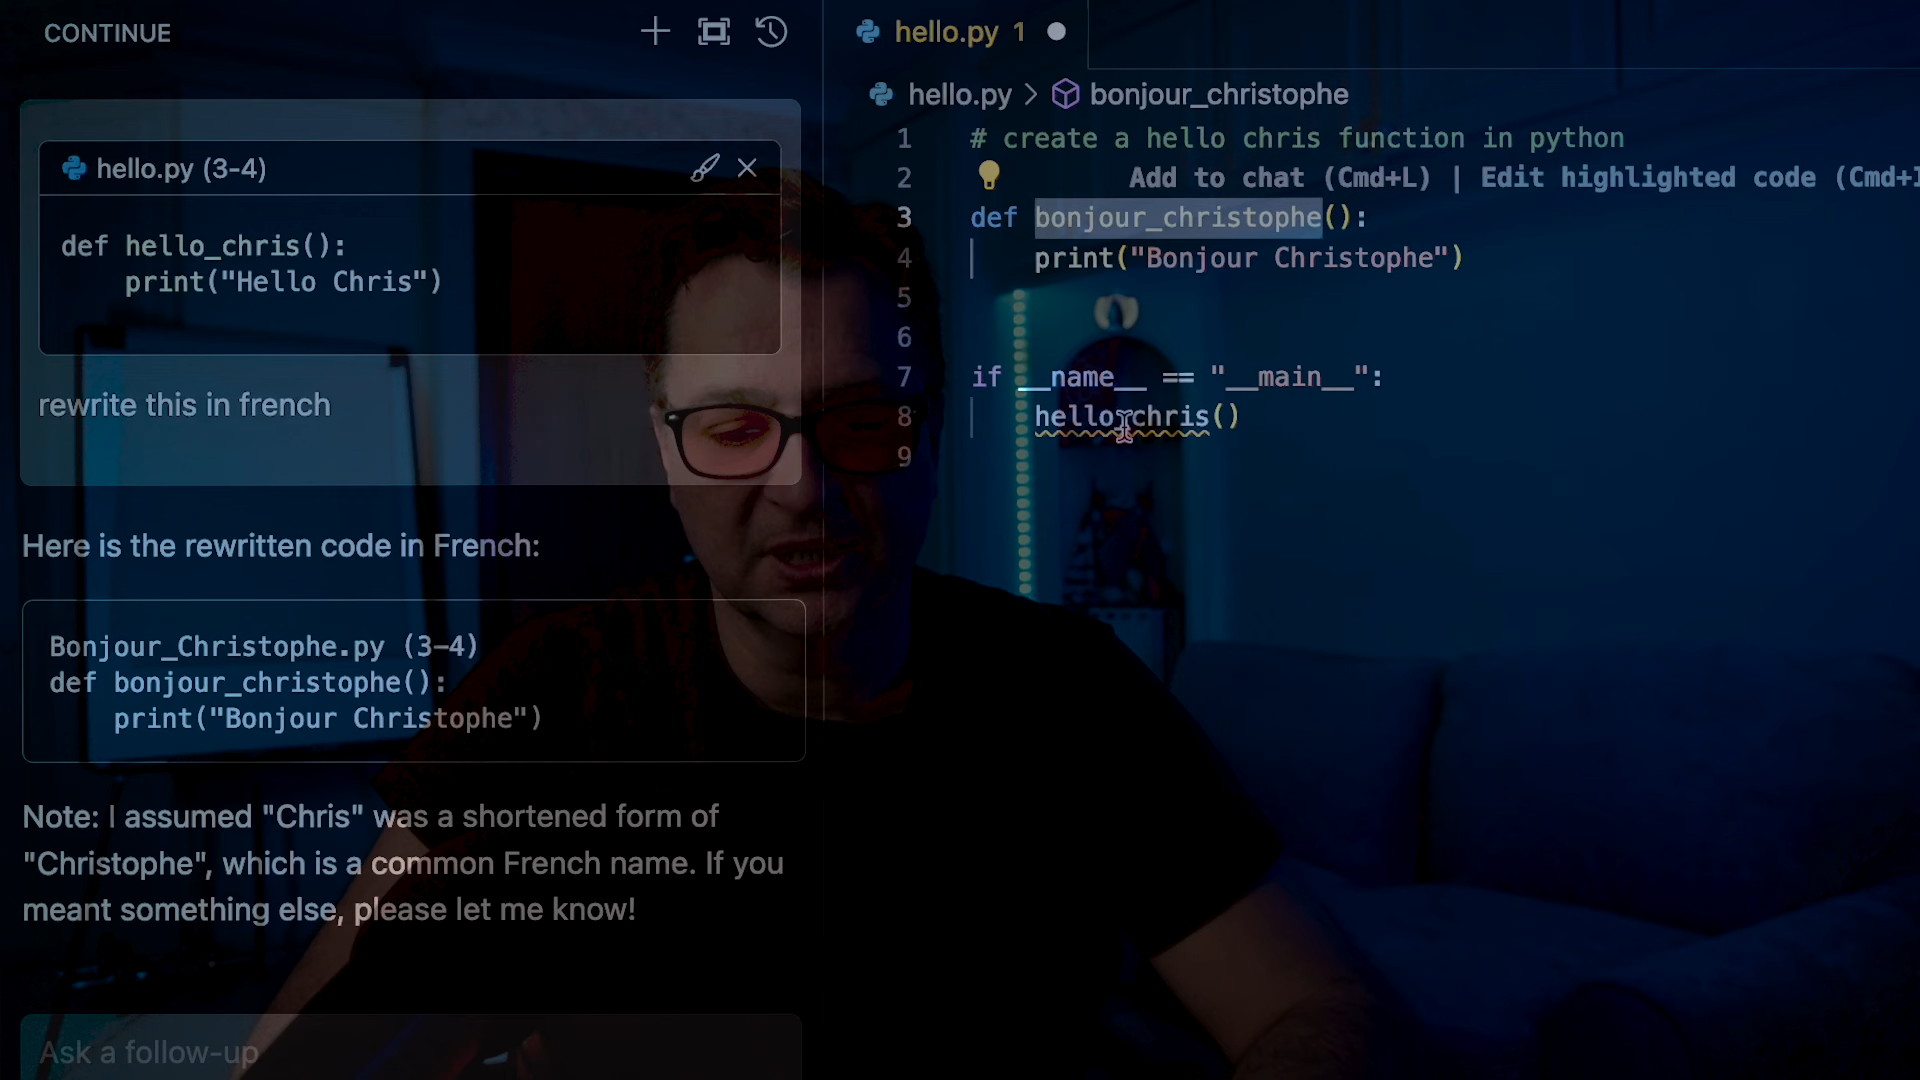 CONTINUE
hello.py (3-4)
def hello_chris():
    print("Hello Chris")
rewrite this in french
Here is the rewritten code in French:
Bonjour_Christophe.py (3–4)
def bonjour_christophe():
    print("Bonjour Christophe")
Note: I assumed "Chris" was a shortened form of
"Christophe", which is a common French name. If you
meant something else, please let me know!
Ask a follow-up
hello.py 1
hello.py > bonjour_christophe
1 # create a hello chris function in python
2 Add to chat (Cmd+L) | Edit highlighted code (Cmd+I
3 def bonjour_christophe():
4     print("Bonjour Christophe")
5
6
7 if __name__ == "__main__":
8     hello_chris()
9